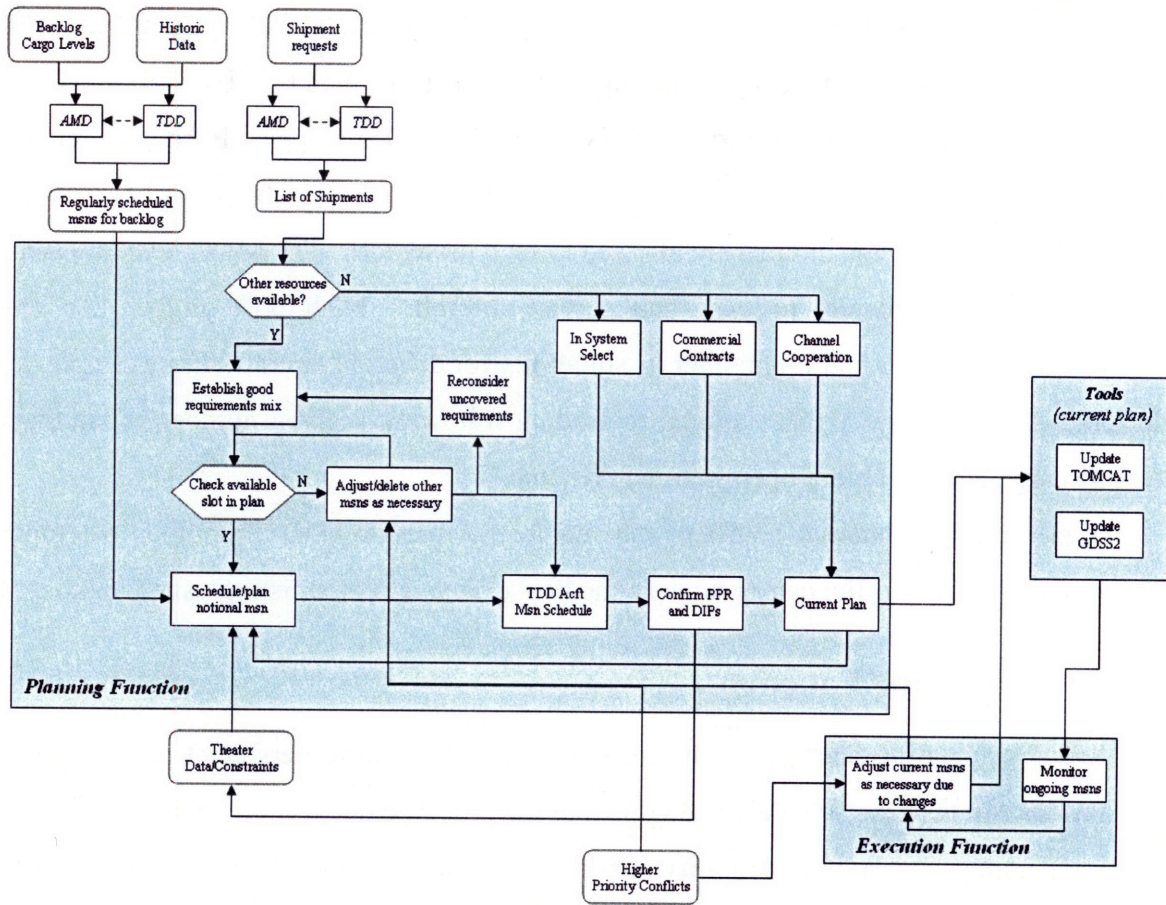 Backlog
Cargo Levels
Historic
Data
Shipment
requests
AMD
TDD
AMD
TDD
Regularly scheduled
msns for backlog
List of Shipments
Other resources
available?
N
Y
In System
Select
Commercial
Contracts
Channel
Cooperation
Establish good
requirements mix
Reconsider
uncovered
requirements
Tools
(current plan)
Update
TOMCAT
Update
GDSS2
Check available
slot in plan
N
Adjust/delete other
msns as necessary
Y
Schedule/plan
notional msn
TDD Acft
Msn Schedule
Confirm PPR
and DIPs
Current Plan
Planning Function
Theater
Data/Constraints
Adjust current msns
as necessary due
to changes
Monitor
ongoing msns
Execution Function
Higher
Priority Conflicts